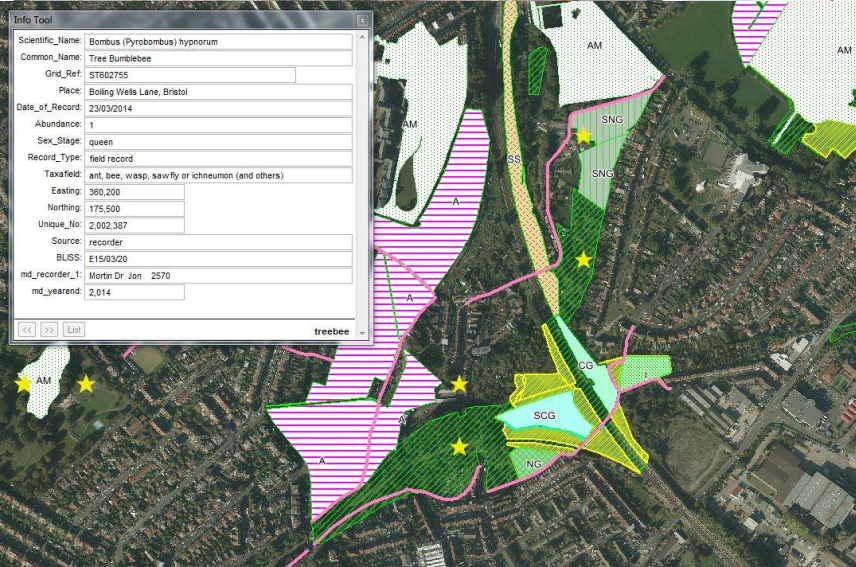 Info Tool
Scientific_Name: Bombus (Pyrobombus) hypnorum
Common_Name: Tree Bumblebee
Grid_Ref: ST602755
Place: Boiling Wells Lane, Bristol
Date_of_Record: 23/03/2014
Abundance: 1
Sex_Stage: queen
Record_Type: field record
Taxafield: ant, bee, wasp, sawfly or ichneumon (and others)
Easting: 360,200
Northing: 175,500
Unique_No: 2,002,387
Source: recorder
BLISS: E15/03/20
md_recorder_1: Mortin Dr Jon 2570
md_yearend: 2,014
<< >> List treebee
AM
AM
AM
SNG
SS
SNG
A
A
AM
CG
I
SCG
A
A
NG